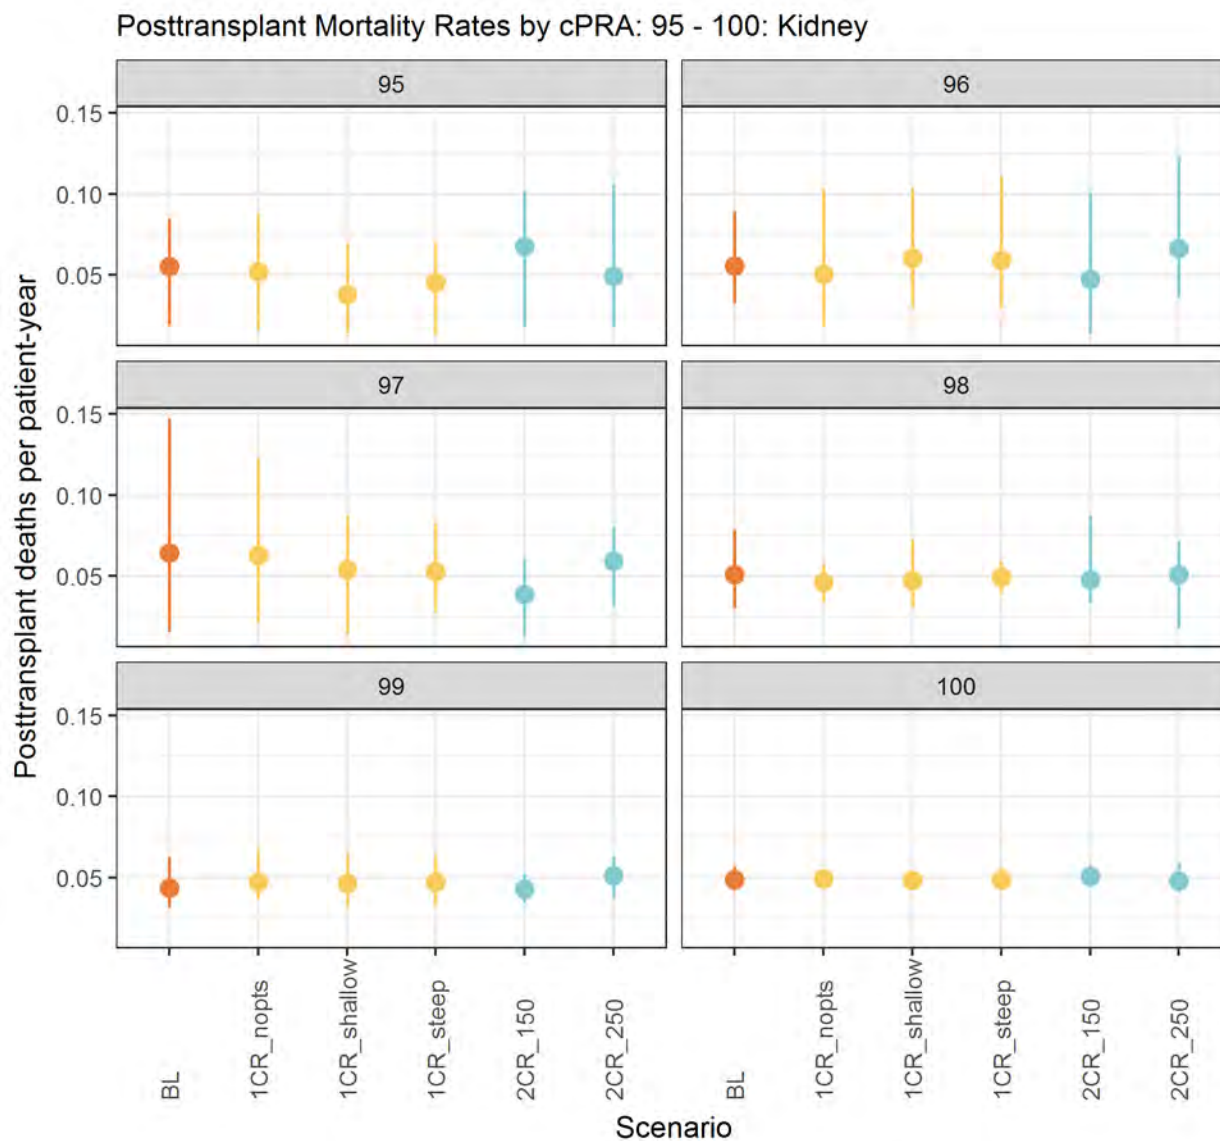 Posttransplant Mortality Rates by cPRA: 95 - 100: Kidney
95
96
0.15
0.10
0.05
97
98
0.15
0.10
0.05
99
100
0.15
0.10
0.05
Posttransplant deaths per patient-year
BL
1CR_nopts
1CR_shallow
1CR_steep
2CR_150
2CR_250
BL
1CR_nopts
1CR_shallow
1CR_steep
2CR_150
2CR_250
Scenario